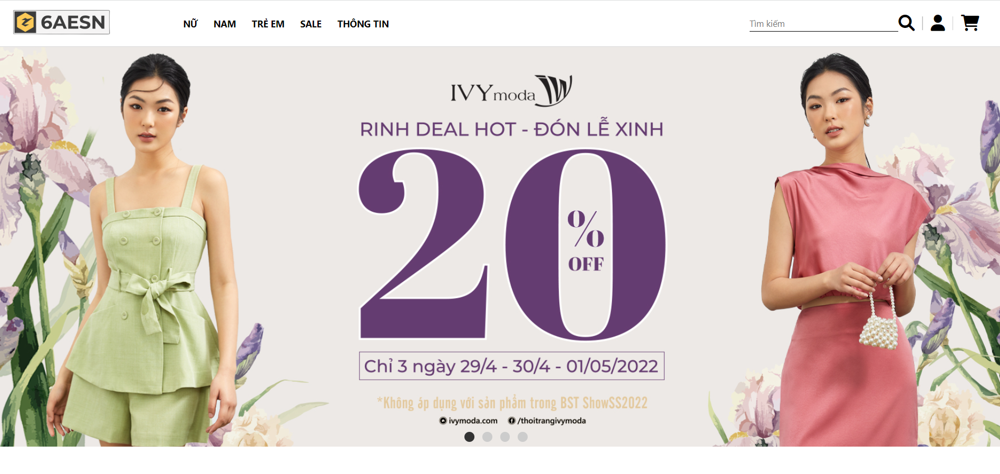 6AESN
NỮ NAM TRẺ EM SALE THÔNG TIN
Tìm kiếm
IVY moda
RINH DEAL HOT - ĐÓN LỄ XINH
20
%
OFF
Chỉ 3 ngày 29/4 - 30/4 - 01/05/2022
*Không áp dụng với sản phẩm trong BST ShowSS2022
ivymoda.com /thoitrangivymoda